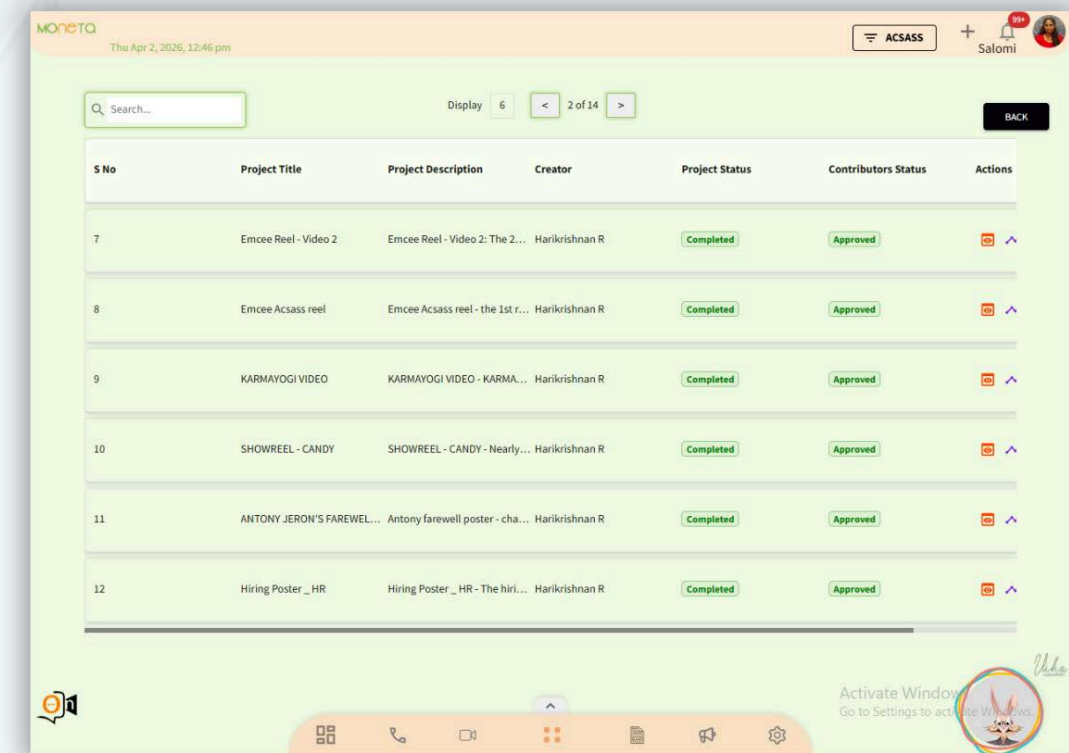 MONETA
Thu Apr 2, 2026, 12:46 pm
ACSASS
99+
Salomi
Search...
Display 6 < 2 of 14 >
BACK
S No Project Title Project Description Creator Project Status Contributors Status Actions
7 Emcee Reel - Video 2 Emcee Reel - Video 2: The 2... Harikrishnan R Completed Approved
8 Emcee Acsass reel Emcee Acsass reel - the 1st r... Harikrishnan R Completed Approved
9 KARMAYOGI VIDEO KARMAYOGI VIDEO - KARMA... Harikrishnan R Completed Approved
10 SHOWREEL - CANDY SHOWREEL - CANDY - Nearly... Harikrishnan R Completed Approved
11 ANTONY JERON'S FAREWEL... Antony farewell poster - cha... Harikrishnan R Completed Approved
12 Hiring Poster _ HR Hiring Poster _ HR - The hiri... Harikrishnan R Completed Approved
Activate Window
Go to Settings to activate Windows.